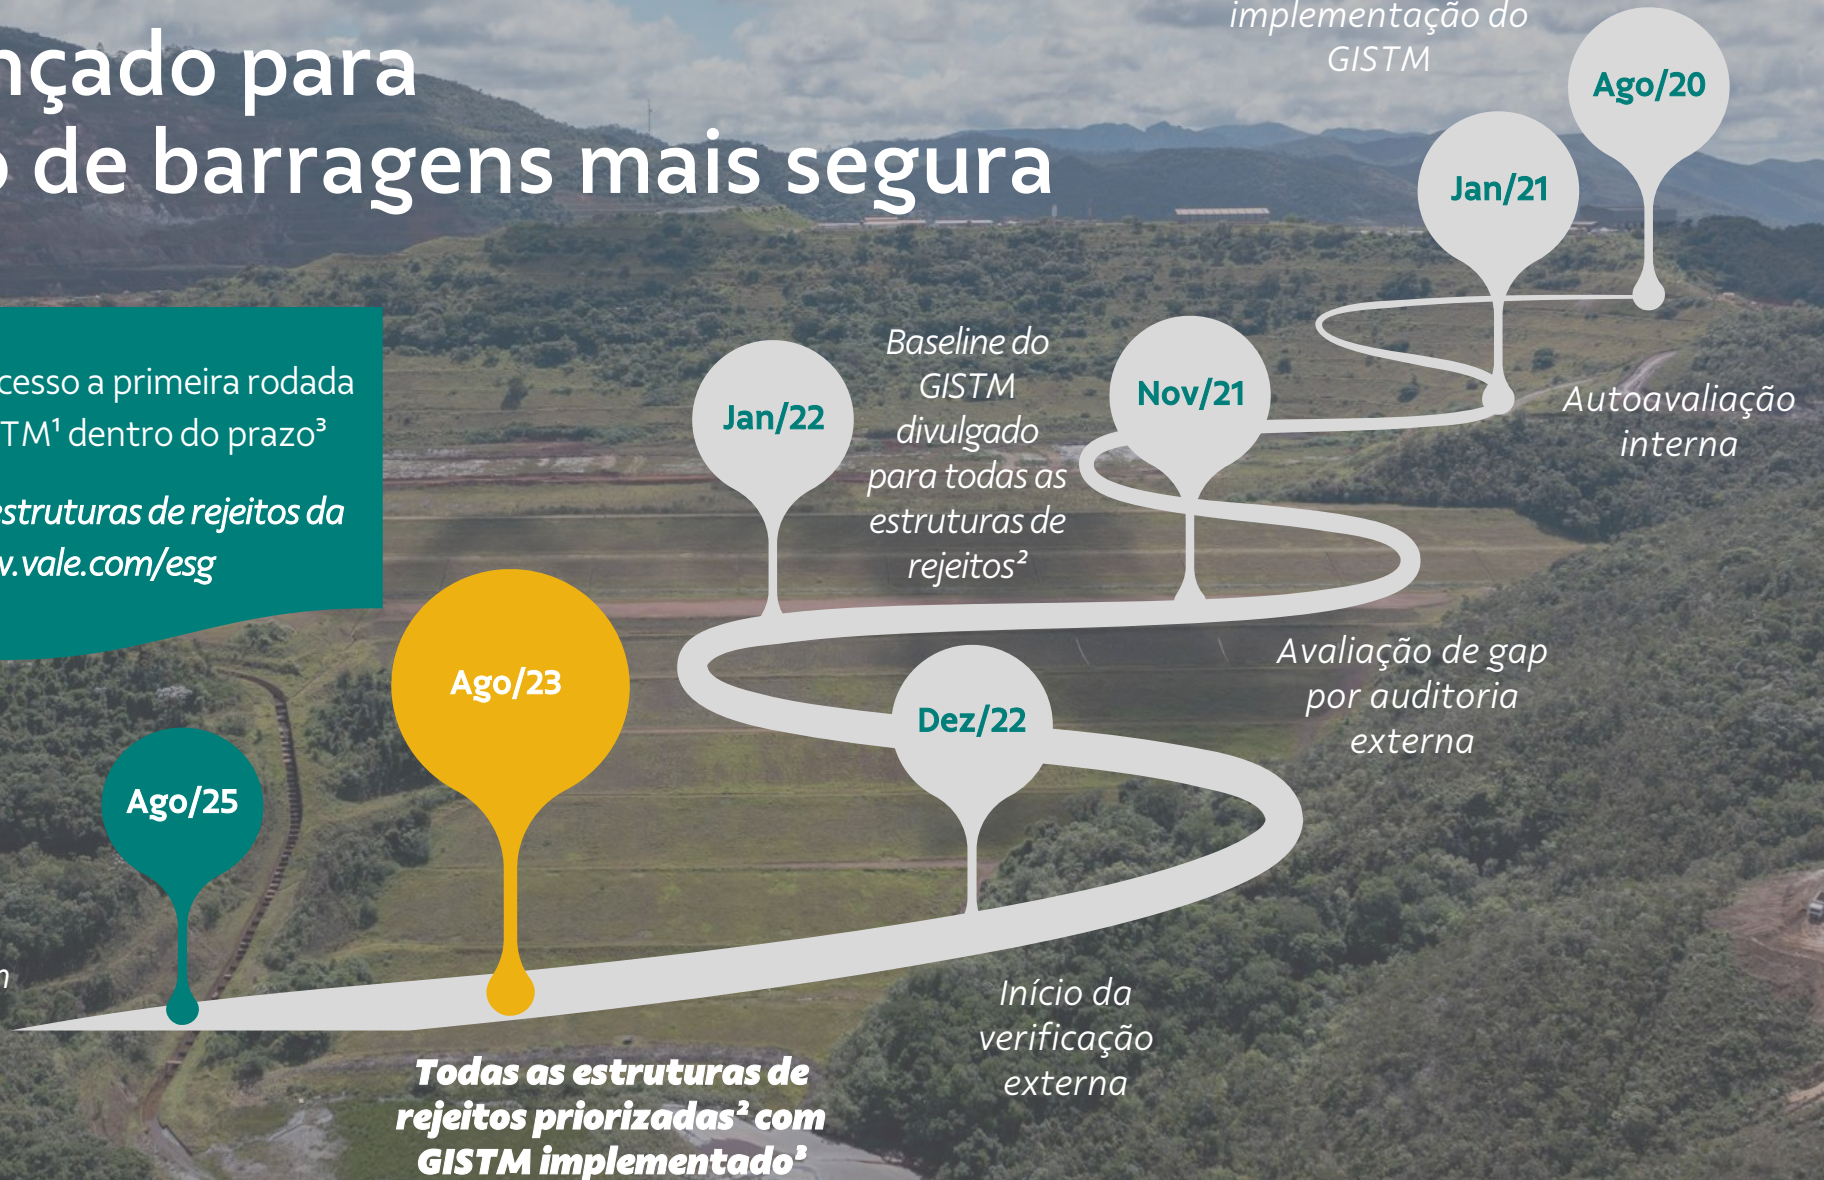 para
de barragens mais segura
implementação do
GISTM
Ago/20
Jan/21
a primeira rodada
dentro do prazo³
estruturas de rejeitos da
vale.com/esg
Jan/22
Baseline do
GISTM
divulgado
para todas as
estruturas de
rejeitos²
Nov/21
Autoavaliação
interna
Ago/23
Dez/22
Avaliação de gap
por auditoria
externa
Ago/25
Início da
verificação
externa
Todas as estruturas de
rejeitos priorizadas² com
GISTM implementado³